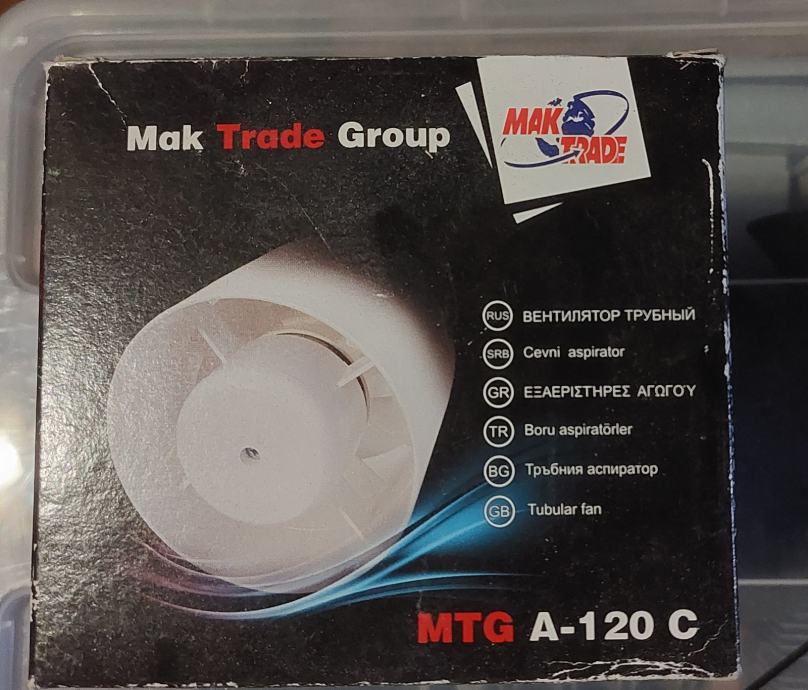 Mak Trade Group
MAK
TRADE
RUS ВЕНТИЛЯТОР ТРУБНЫЙ
SRB Cevni aspirator
GR ΕΞΑΕΡΙΣΤΗΡΕΣ ΑΓΩΓΟΎ
TR Boru aspiratörler
BG Тръбния аспиратор
GB Tubular fan
MTG A-120 C